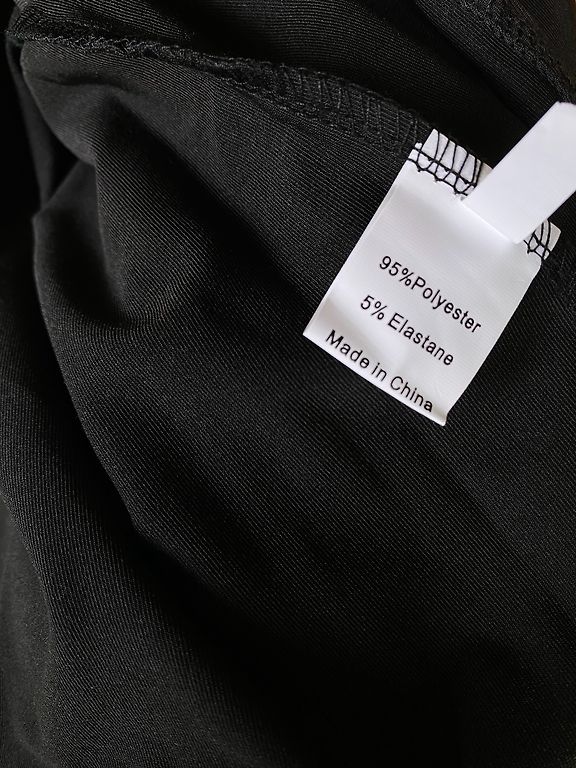 95%Polyester
5% Elastane
Made in China